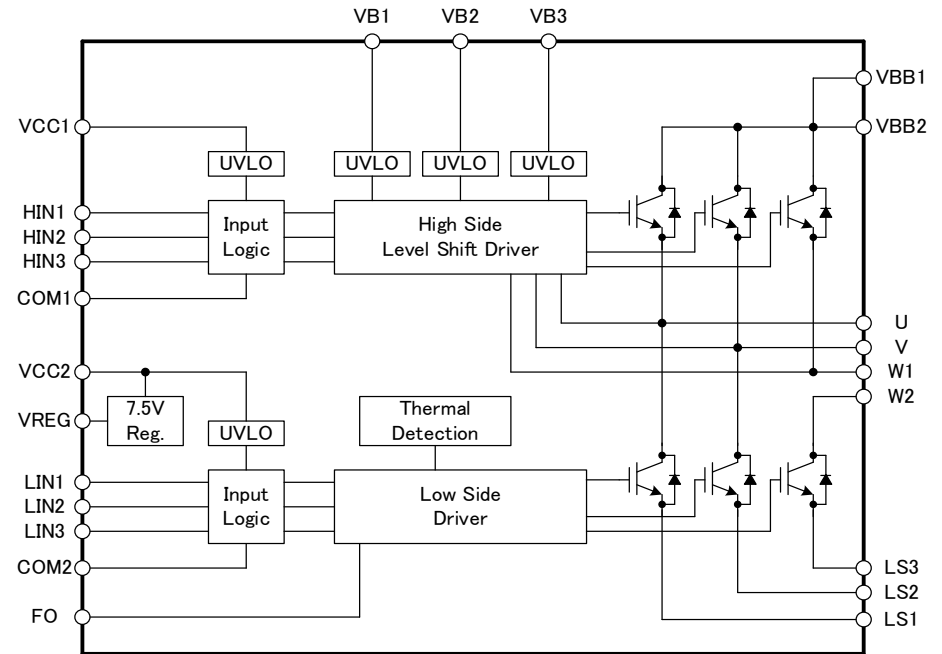 VB1 VB2 VB3
VBB1
VCC1
VBB2
UVLO UVLO UVLO UVLO
HIN1
HIN2
HIN3
Input
Logic
High Side
Level Shift Driver
COM1
U
V
W1
W2
VCC2
VREG
7.5V
Reg.
UVLO
Thermal
Detection
LIN1
LIN2
LIN3
Input
Logic
Low Side
Driver
COM2
FO
LS3
LS2
LS1